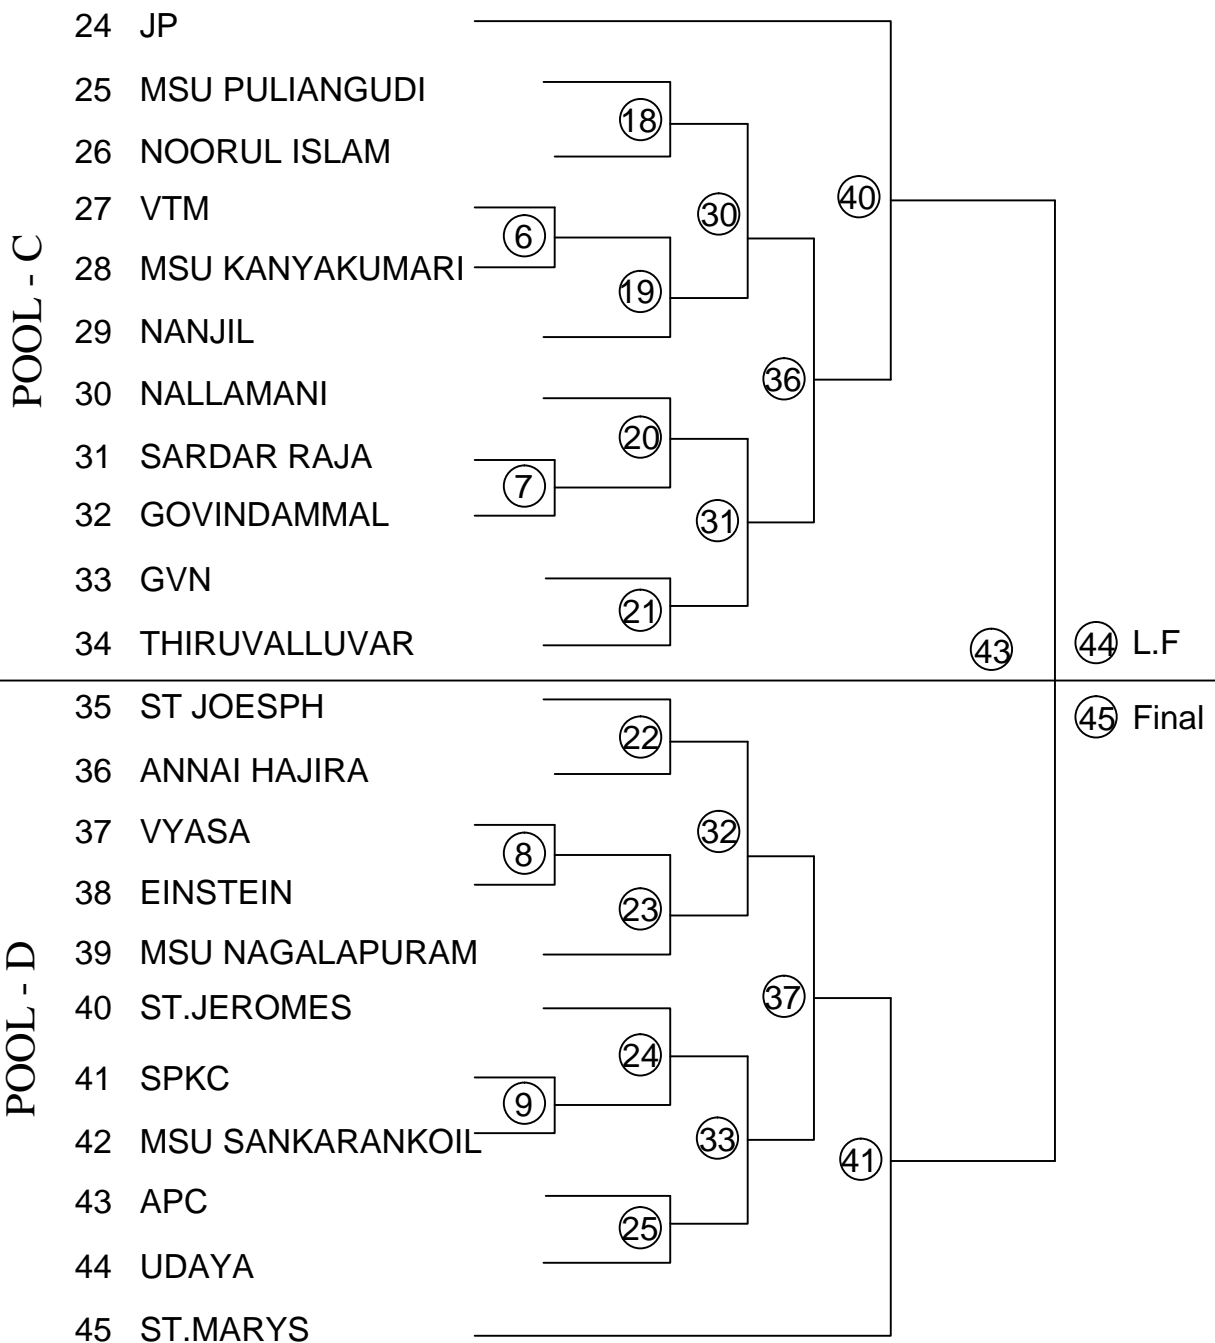 POOL - C
24 JP
25 MSU PULIANGUDI
18
26 NOORUL ISLAM
27 VTM
40
30
6
28 MSU KANYAKUMARI
19
29 NANJIL
36
30 NALLAMANI
20
31 SARDAR RAJA
7
32 GOVINDAMMAL
31
33 GVN
21
34 THIRUVALLUVAR
43
44 L.F
POOL - D
35 ST JOESPH
45 Final
22
36 ANNAI HAJIRA
37 VYASA
32
8
38 EINSTEIN
23
39 MSU NAGALAPURAM
37
40 ST.JEROMES
24
41 SPKC
9
42 MSU SANKARANKOIL
33
41
43 APC
25
44 UDAYA
45 ST.MARYS